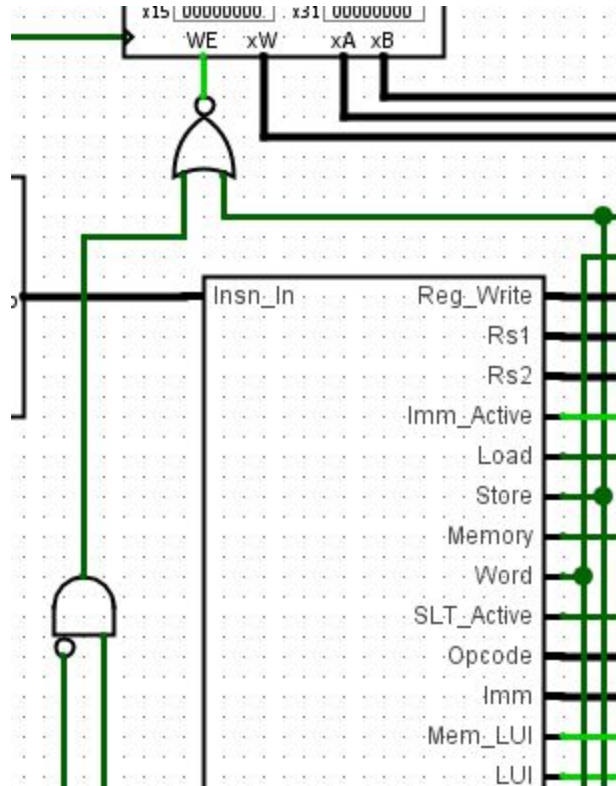 x15 00000000 x31 00000000
WE xW xA xB
Insn_In Reg_Write
Rs1
Rs2
Imm_Active
Load
Store
Memory
Word
SLT_Active
Opcode
Imm
Mem_LUI
LUI